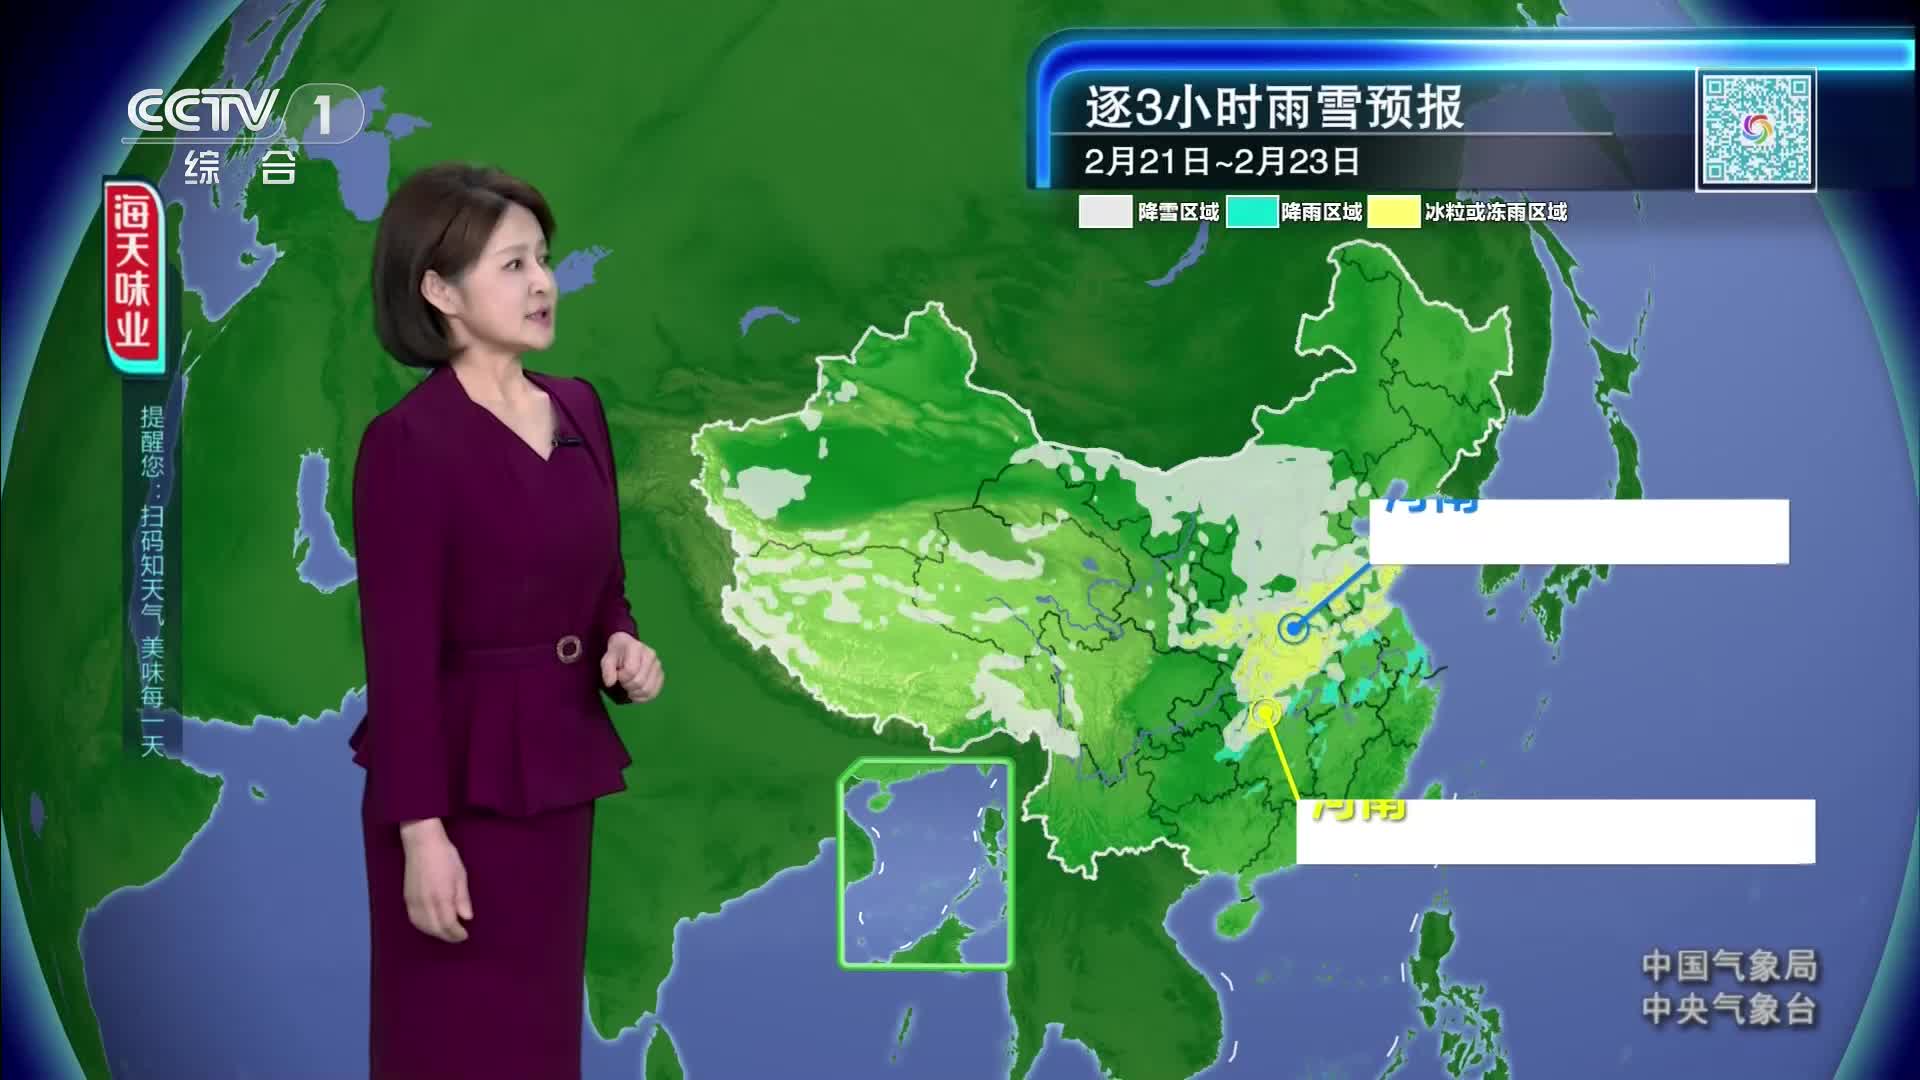 CCTV 1
综 合
海天味业
提醒您：扫码知天气 美味每一天
逐3小时雨雪预报
2月21日~2月23日
降雪区域 降雨区域 冰粒或冻雨区域
河南
河南
中国气象局
中央气象台